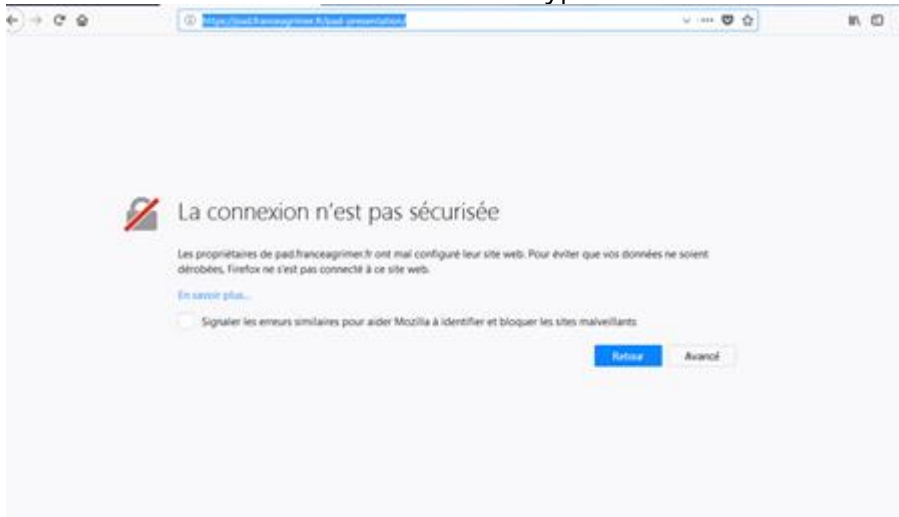 https://pad.franceagrimer.fr/pad-presentation/
La connexion n'est pas sécurisée
Les propriétaires de pad.franceagrimer.fr ont mal configuré leur site web. Pour éviter que vos données ne soient
dérobées, Firefox ne s'est pas connecté à ce site web.
En savoir plus...
Signaler les erreurs similaires pour aider Mozilla à identifier et bloquer les sites malveillants
Retour Avancé